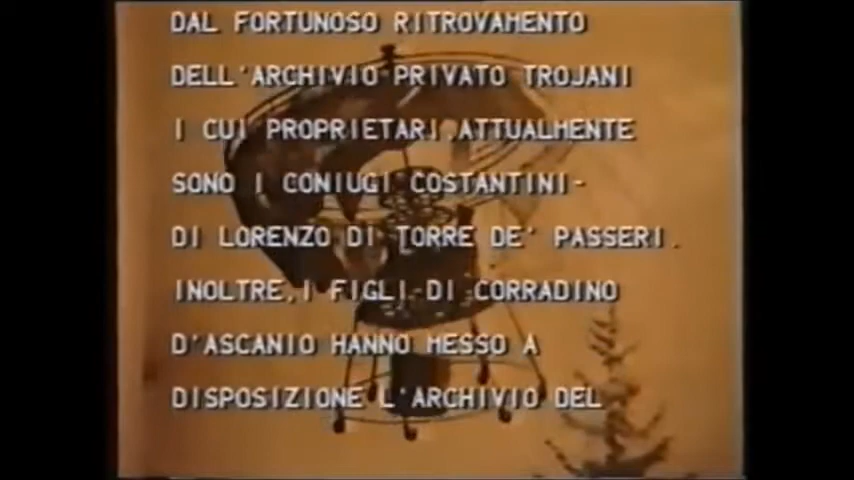 DAL FORTUNOSO RITROVAMENTO
DELL'ARCHIVIO PRIVATO TROJANI
I CUI PROPRIETARI,ATTUALMENTE
SONO I CONIUGI COSTANTINI-
DI LORENZO DI TORRE DE' PASSERI.
INOLTRE,I FIGLI DI CORRADINO
D'ASCANIO HANNO MESSO A
DISPOSIZIONE L'ARCHIVIO DEL